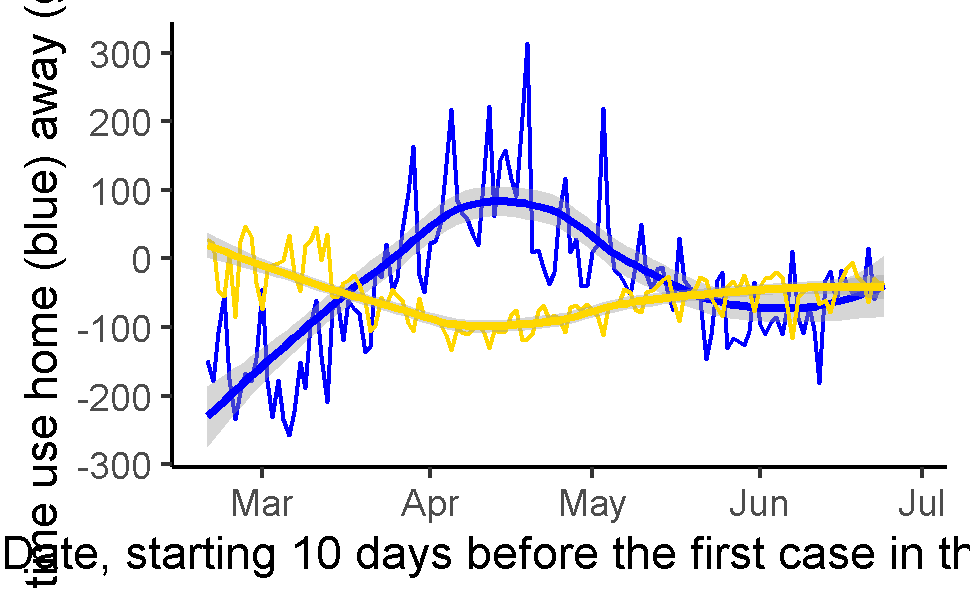 time use home (blue) away (
300
200
100
0
-100
-200
-300
Mar Apr May Jun Jul
Date, starting 10 days before the first case in th